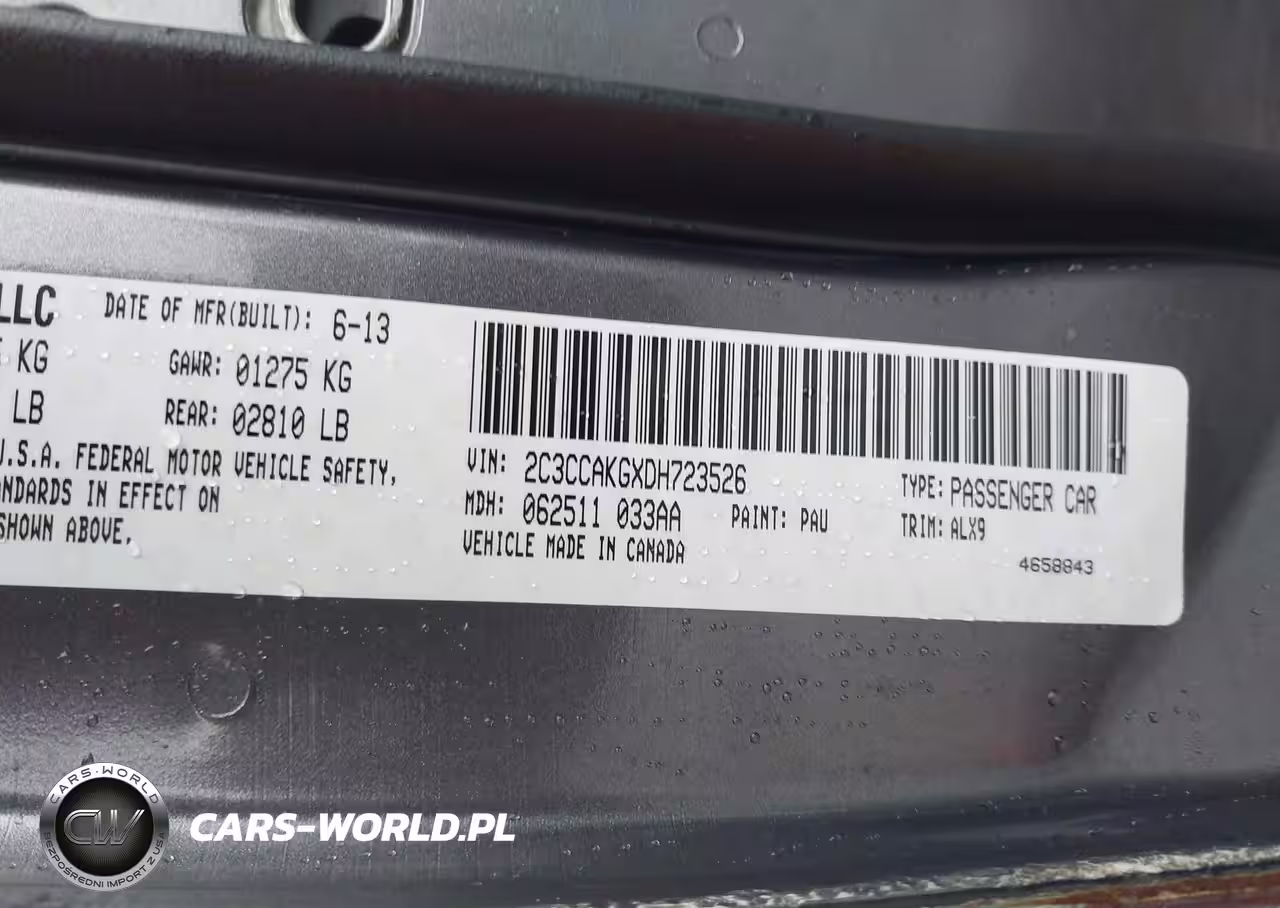 LLC DATE OF MFR(BUILT): 6-13
KG GAWR: 01275 KG
LB REAR: 02810 LB
U.S.A. FEDERAL MOTOR VEHICLE SAFETY,
IN EFFECT ON
SHOWN ABOVE.
VIN: 2C3CCAKGXDH723526 TYPE: PASSENGER CAR
MDH: 062511 033AA PAINT: PAU TRIM: ALX9
VEHICLE MADE IN CANADA
4658843
CARS-WORLD
CW
BEZPOŚREDNI IMPORT Z USA
CARS-WORLD.PL